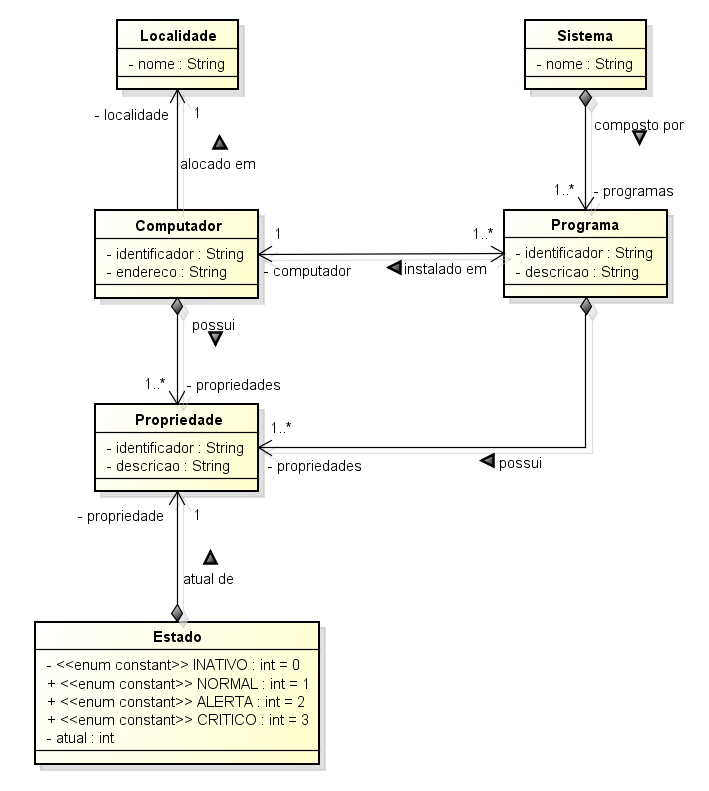 Localidade
- nome : String
Sistema
- nome : String
- localidade
1
alocado em
composto por
1..*
- programas
Computador
- identificador : String
- endereco : String
1
- computador
1..*
instalado em
Programa
- identificador : String
- descricao : String
possui
1..*
- propriedades
Propriedade
- identificador : String
- descricao : String
1..*
- propriedades
possui
- propriedade
1
atual de
Estado
- <<enum constant>> INATIVO : int = 0
+ <<enum constant>> NORMAL : int = 1
+ <<enum constant>> ALERTA : int = 2
+ <<enum constant>> CRITICO : int = 3
- atual : int